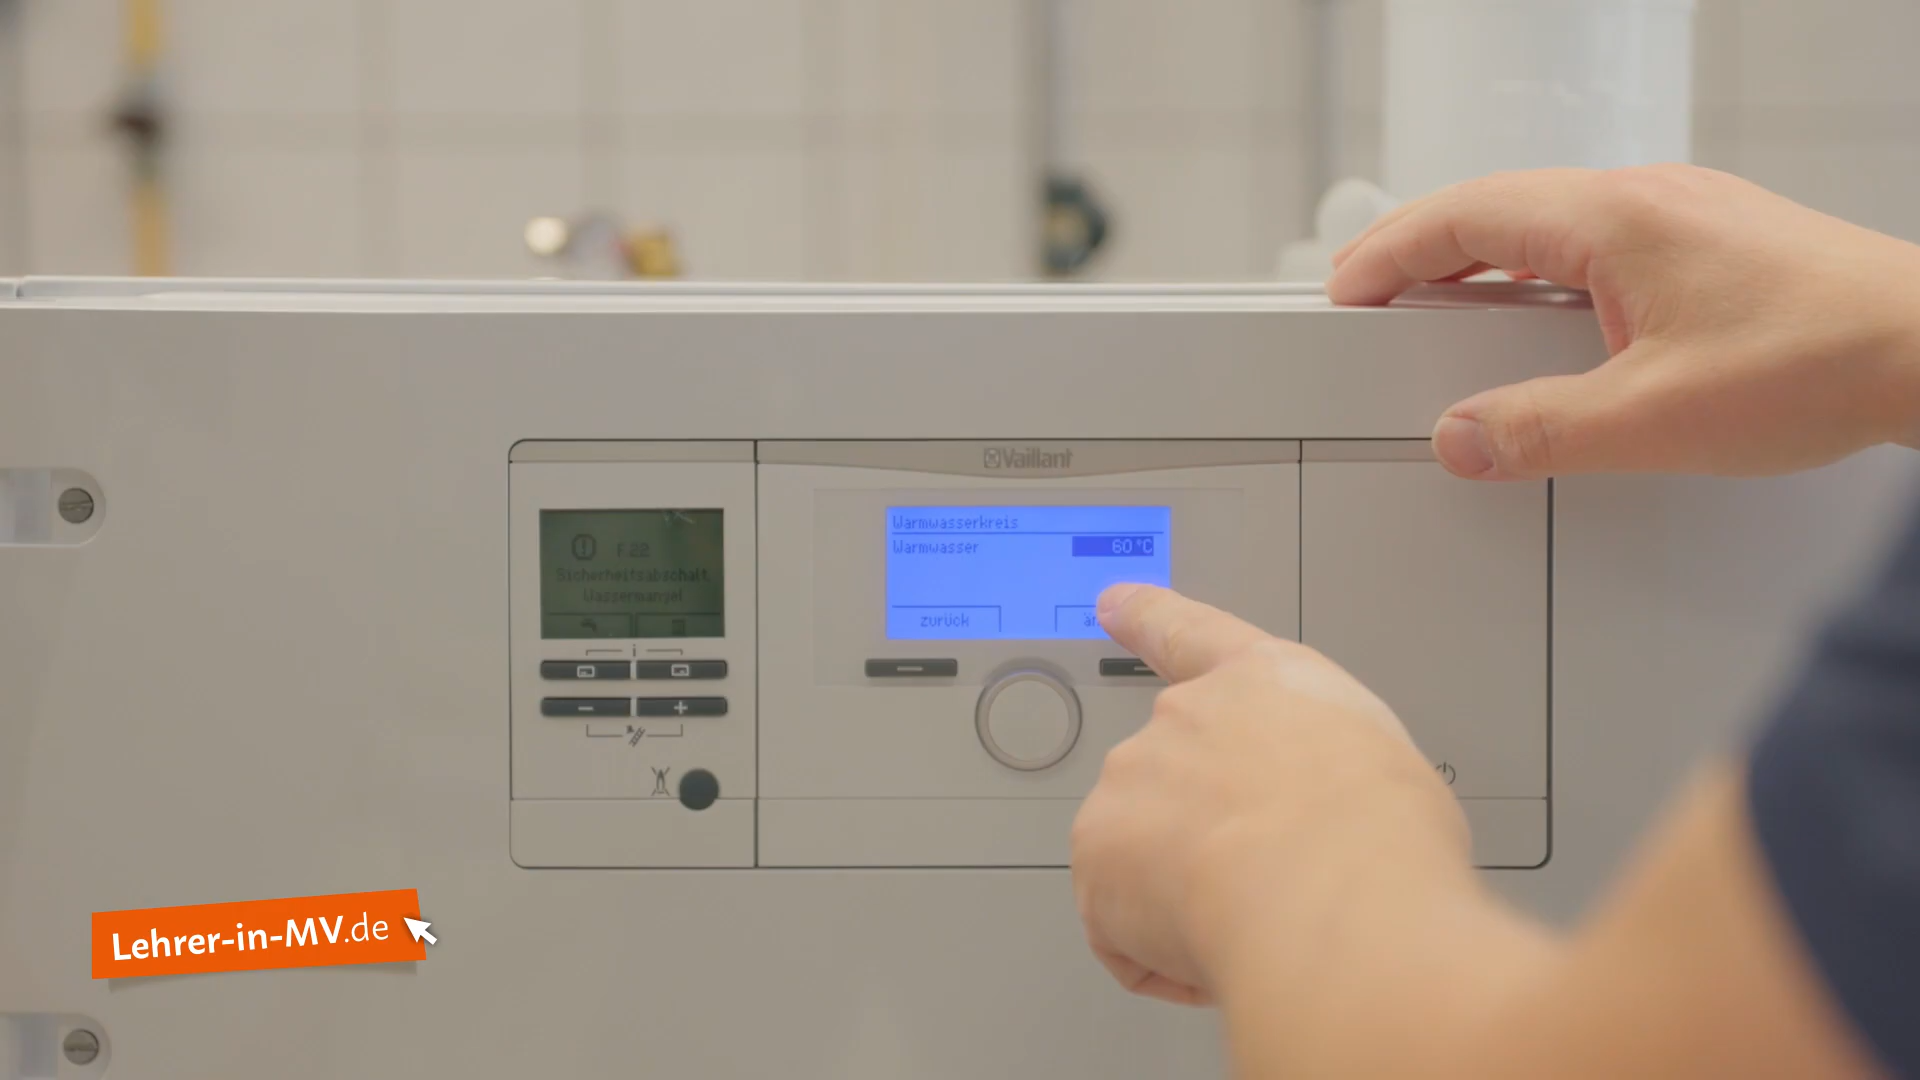 Vaillant
F.22
Sicherheitsabschalt.
Wassermangel
Warmwasserkreis
Warmwasser 60 °C
zurück
i
Lehrer-in-MV.de